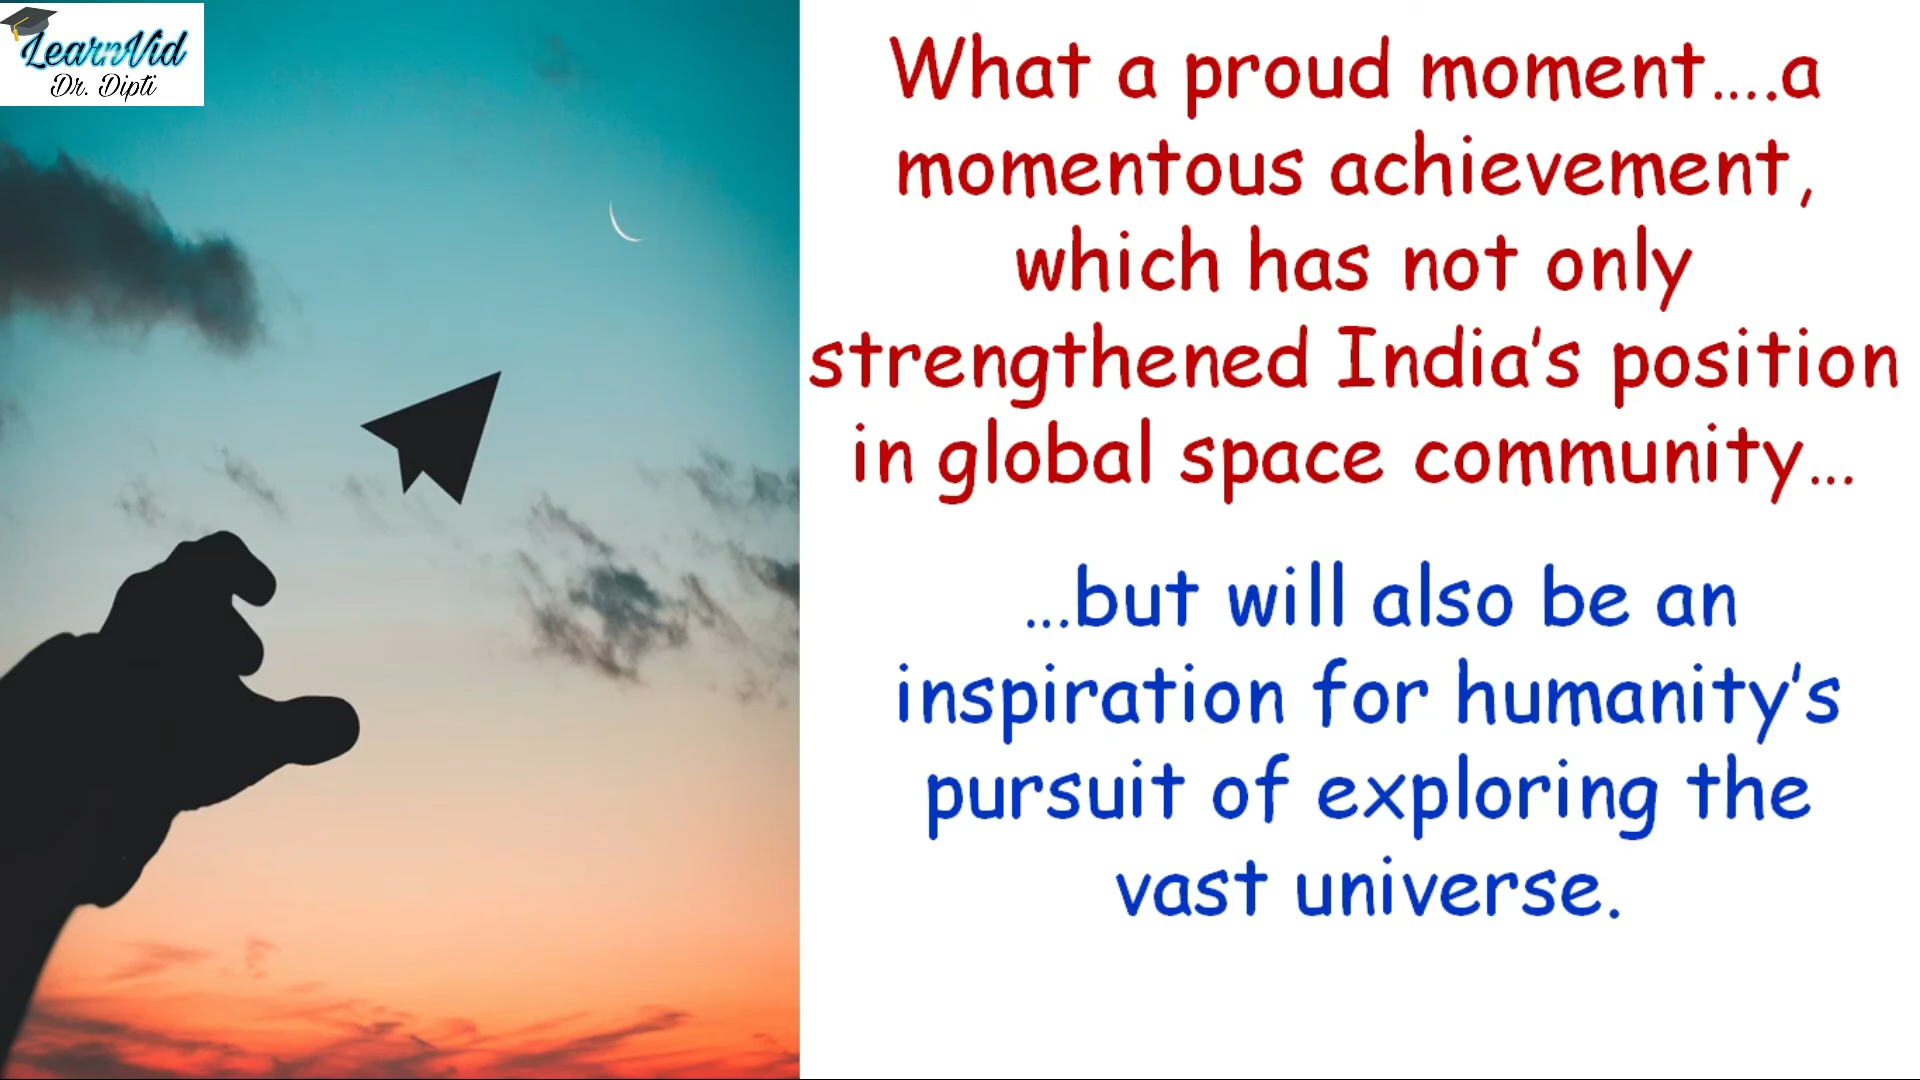 LearnVid
Dr. Dipti
What a proud moment....a
momentous achievement,
which has not only
strengthened India's position
in global space community...
...but will also be an
inspiration for humanity's
pursuit of exploring the
vast universe.